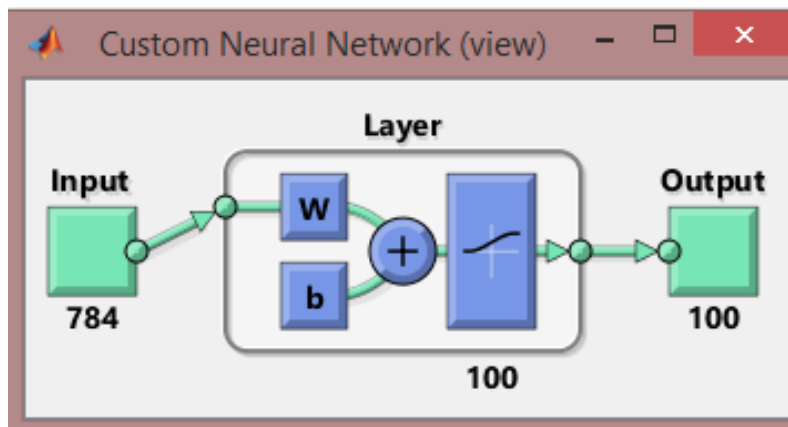 Custom Neural Network (view)
Layer
Input
Output
W
b
784
100
100